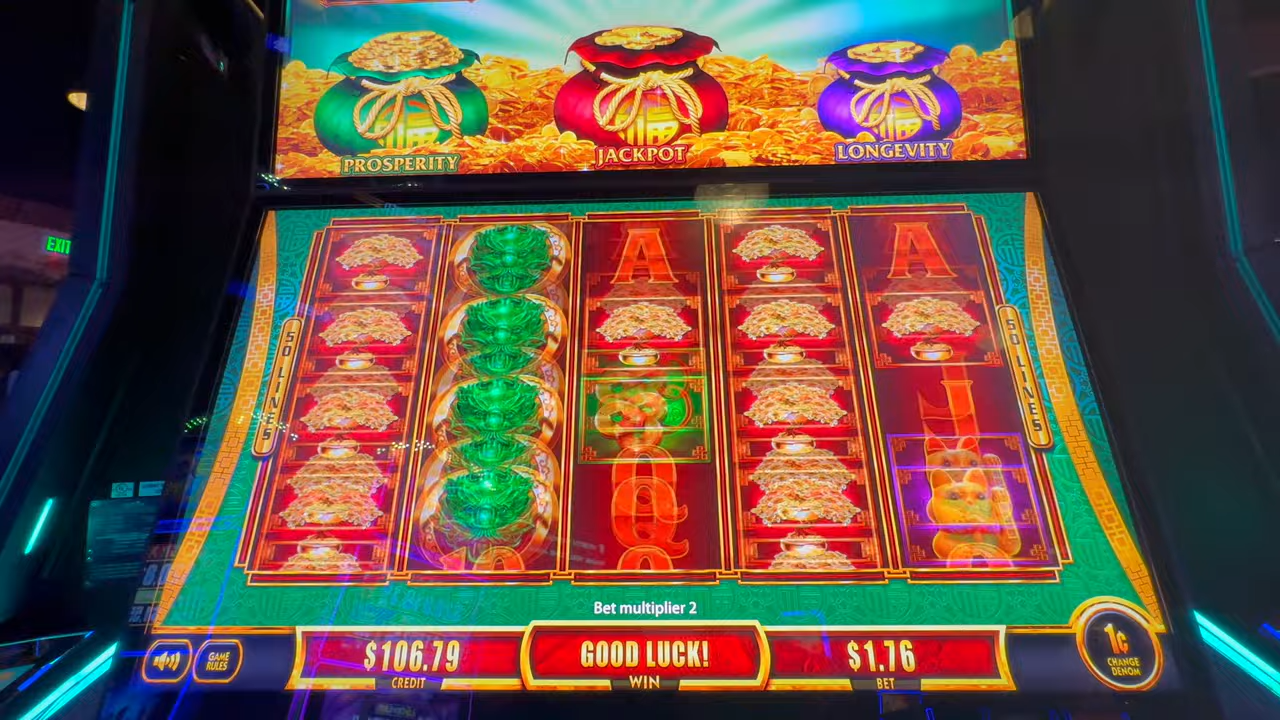 PROSPERITY
JACKPOT
LONGEVITY
EXIT
A
A
50 LINES
50 LINES
J
Q
Q
Bet multiplier 2
GAME
RULES
$106.79
CREDIT
GOOD LUCK!
WIN
$1.76
BET
1¢
CHANGE
DENOM